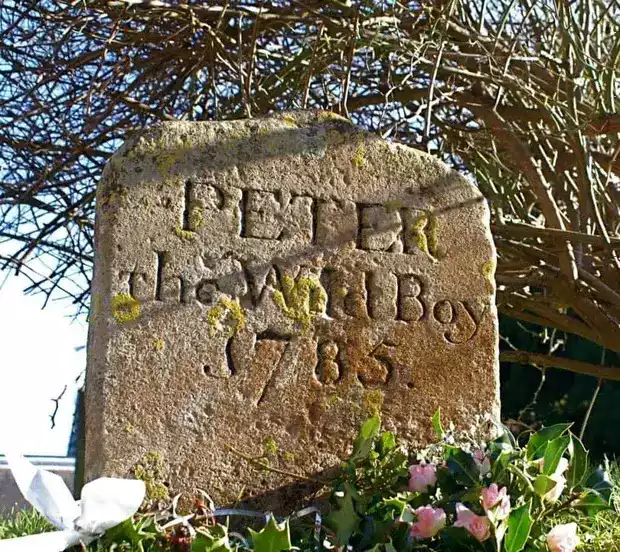 PETER
the Wild Boy
1785.